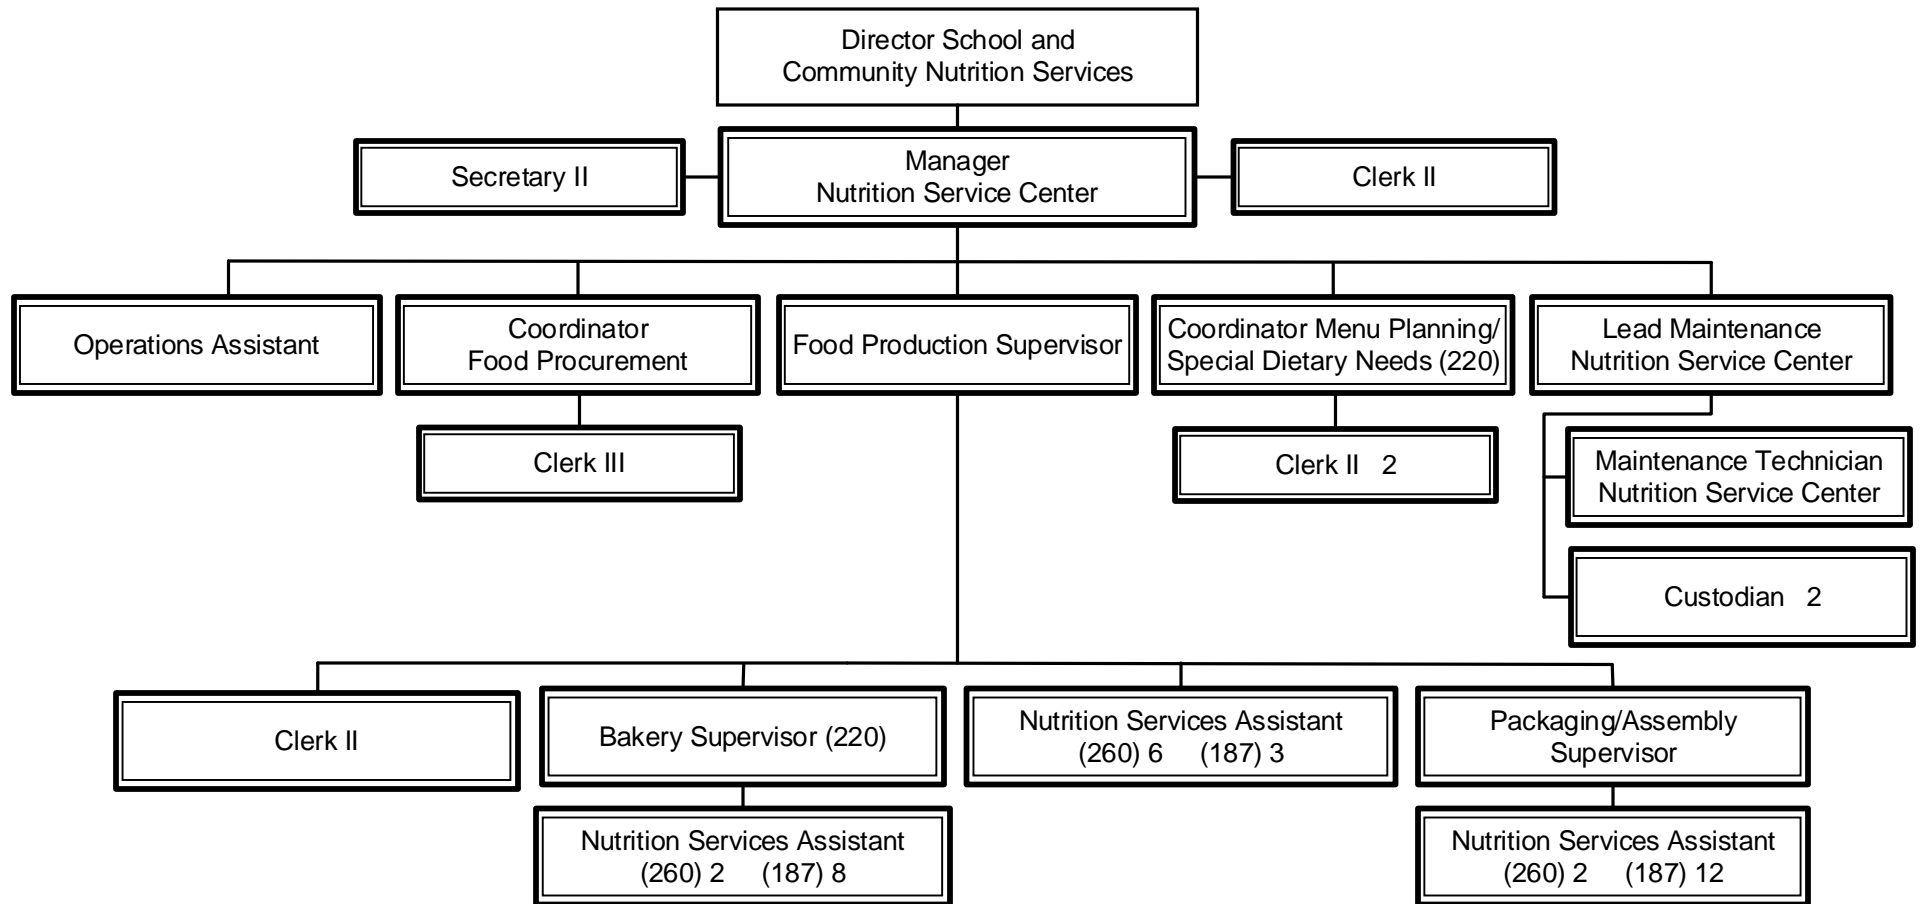 Director School and
Community Nutrition Services
Secretary II
Manager
Nutrition Service Center
Clerk II
Operations Assistant
Coordinator
Food Procurement
Food Production Supervisor
Coordinator Menu Planning/
Special Dietary Needs (220)
Lead Maintenance
Nutrition Service Center
Clerk III
Clerk II 2
Maintenance Technician
Nutrition Service Center
Custodian 2
Clerk II
Bakery Supervisor (220)
Nutrition Services Assistant
(260) 6 (187) 3
Packaging/Assembly
Supervisor
Nutrition Services Assistant
(260) 2 (187) 8
Nutrition Services Assistant
(260) 2 (187) 12